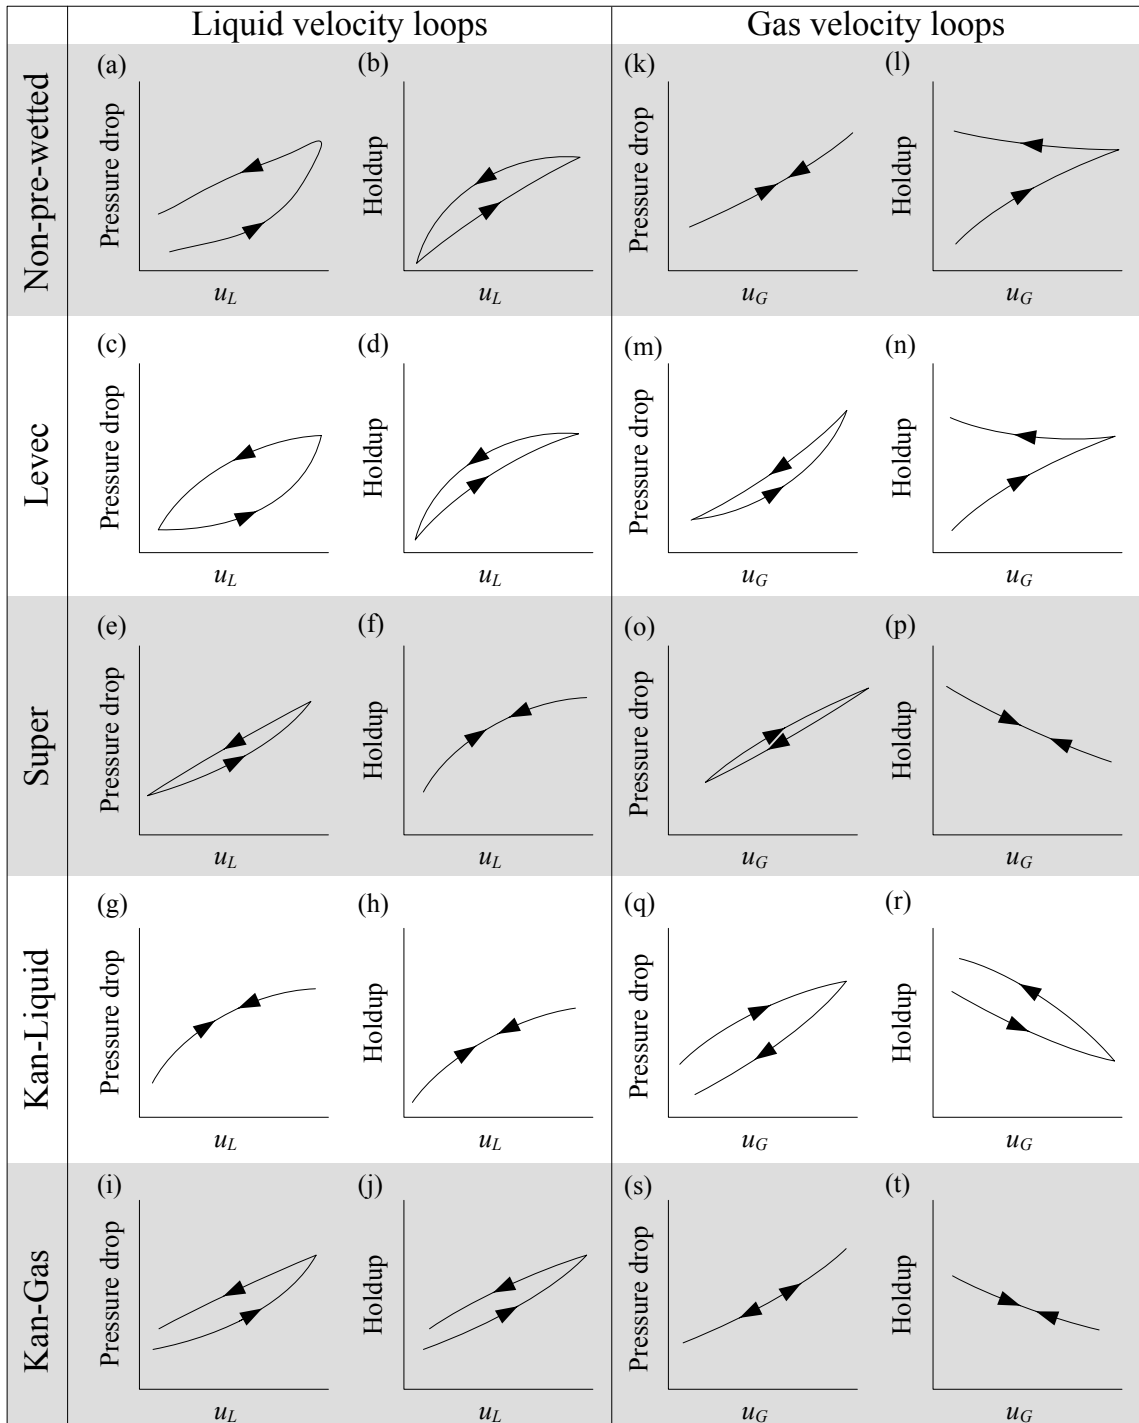 Liquid velocity loops Gas velocity loops
Non-pre-wetted
(a) (b) (k) (l)
Pressure drop Holdup Pressure drop Holdup
u_L u_L u_G u_G
Levec
(c) (d) (m) (n)
Pressure drop Holdup Pressure drop Holdup
u_L u_L u_G u_G
Super
(e) (f) (o) (p)
Pressure drop Holdup Pressure drop Holdup
u_L u_L u_G u_G
Kan-Liquid
(g) (h) (q) (r)
Pressure drop Holdup Pressure drop Holdup
u_L u_L u_G u_G
Kan-Gas
(i) (j) (s) (t)
Pressure drop Holdup Pressure drop Holdup
u_L u_L u_G u_G